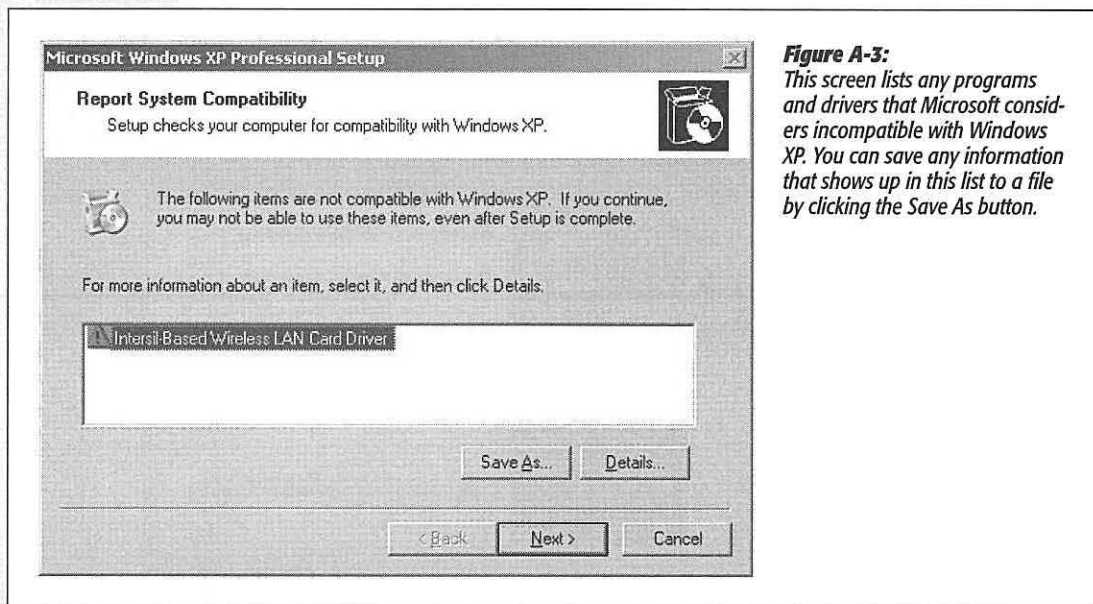 Microsoft Windows XP Professional Setup
Report System Compatibility
Setup checks your computer for compatibility with Windows XP.
The following items are not compatible with Windows XP. If you continue,
you may not be able to use these items, even after Setup is complete.
For more information about an item, select it, and then click Details.
Intersil-Based Wireless LAN Card Driver
Save As...
Details...
< Back
Next >
Cancel
Figure A-3:
This screen lists any programs
and drivers that Microsoft consid-
ers incompatible with Windows
XP. You can save any information
that shows up in this list to a file
by clicking the Save As button.